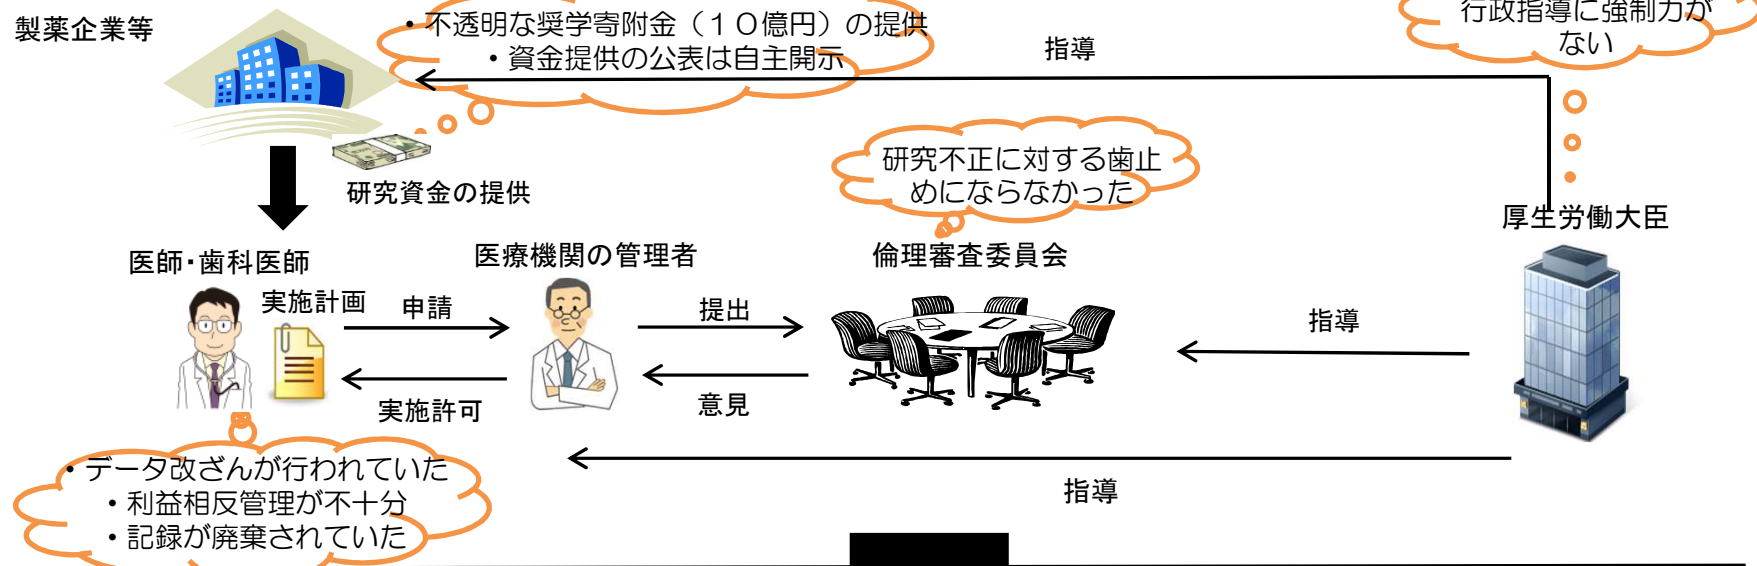 製薬企業等
・不透明な奨学寄附金（１０億円）の提供
・資金提供の公表は自主開示
行政指導に強制力が
ない
指導
研究資金の提供
研究不正に対する歯止
めにならなかった
厚生労働大臣
医師・歯科医師
医療機関の管理者
倫理審査委員会
実施計画
申請
提出
指導
実施許可
意見
・データ改ざんが行われていた
・利益相反管理が不十分
・記録が廃棄されていた
指導